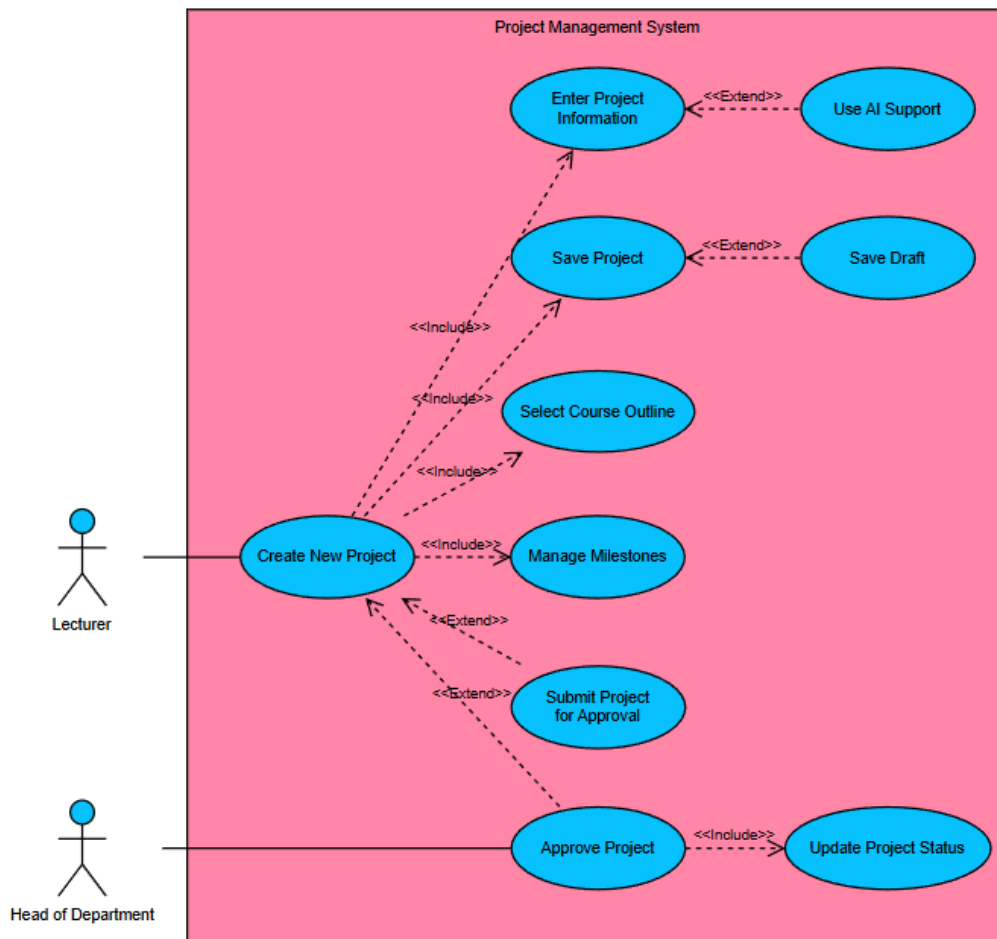 Project Management System
Enter Project
Information
<<Extend>>
Use AI Support
Save Project
<<Extend>>
Save Draft
<<Include>>
<<Include>>
Select Course Outline
<<Include>>
Create New Project
<<Include>>
Manage Milestones
Lecturer
<<Extend>>
<<Extend>>
Submit Project
for Approval
Approve Project
<<Include>>
Update Project Status
Head of Department